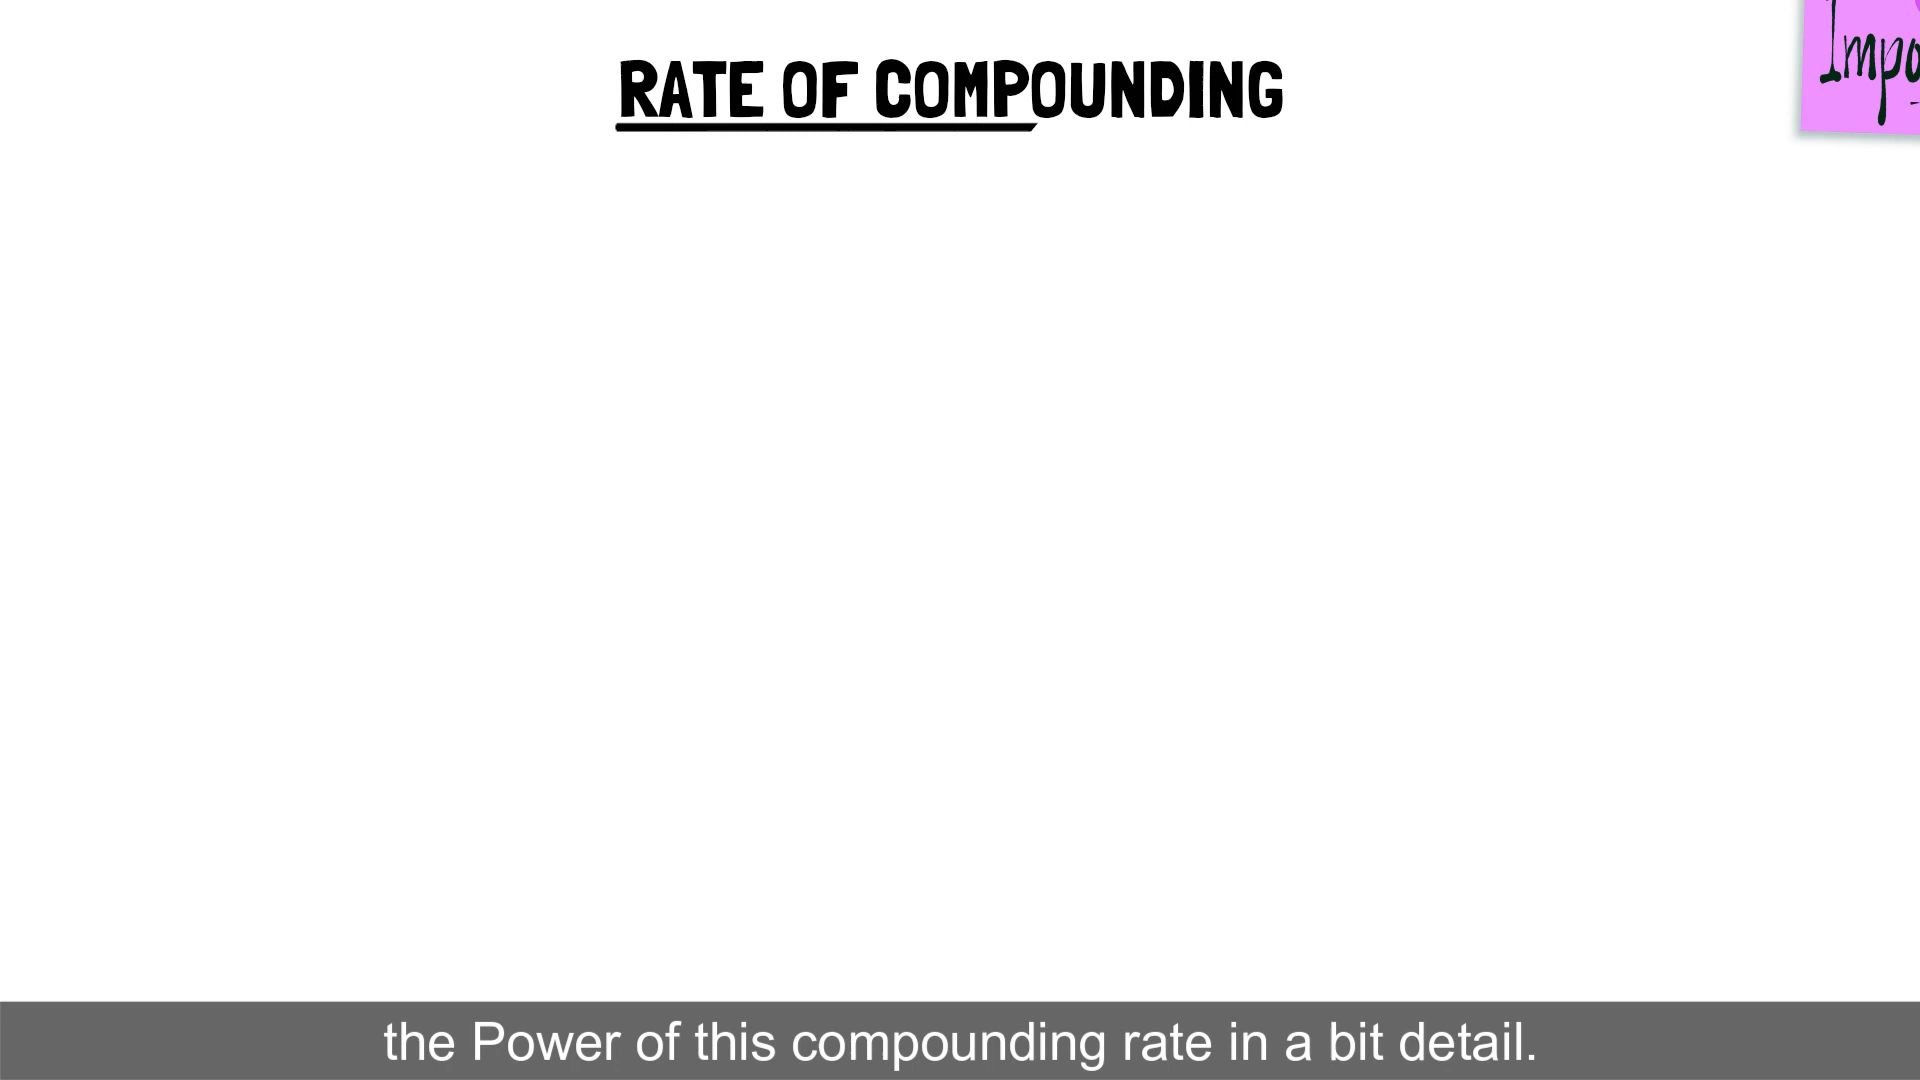 RATE OF COMPOUNDING
the Power of this compounding rate in a bit detail.